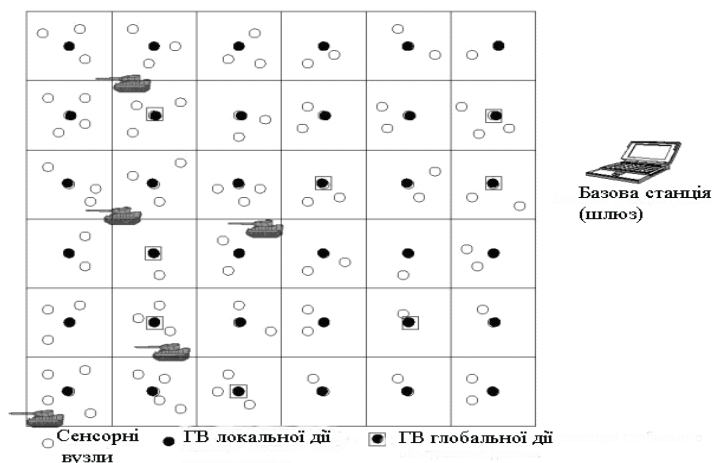 Базова станція
(шлюз)
Сенсорні
вузли
ГВ локальної дії
ГВ глобальної дії